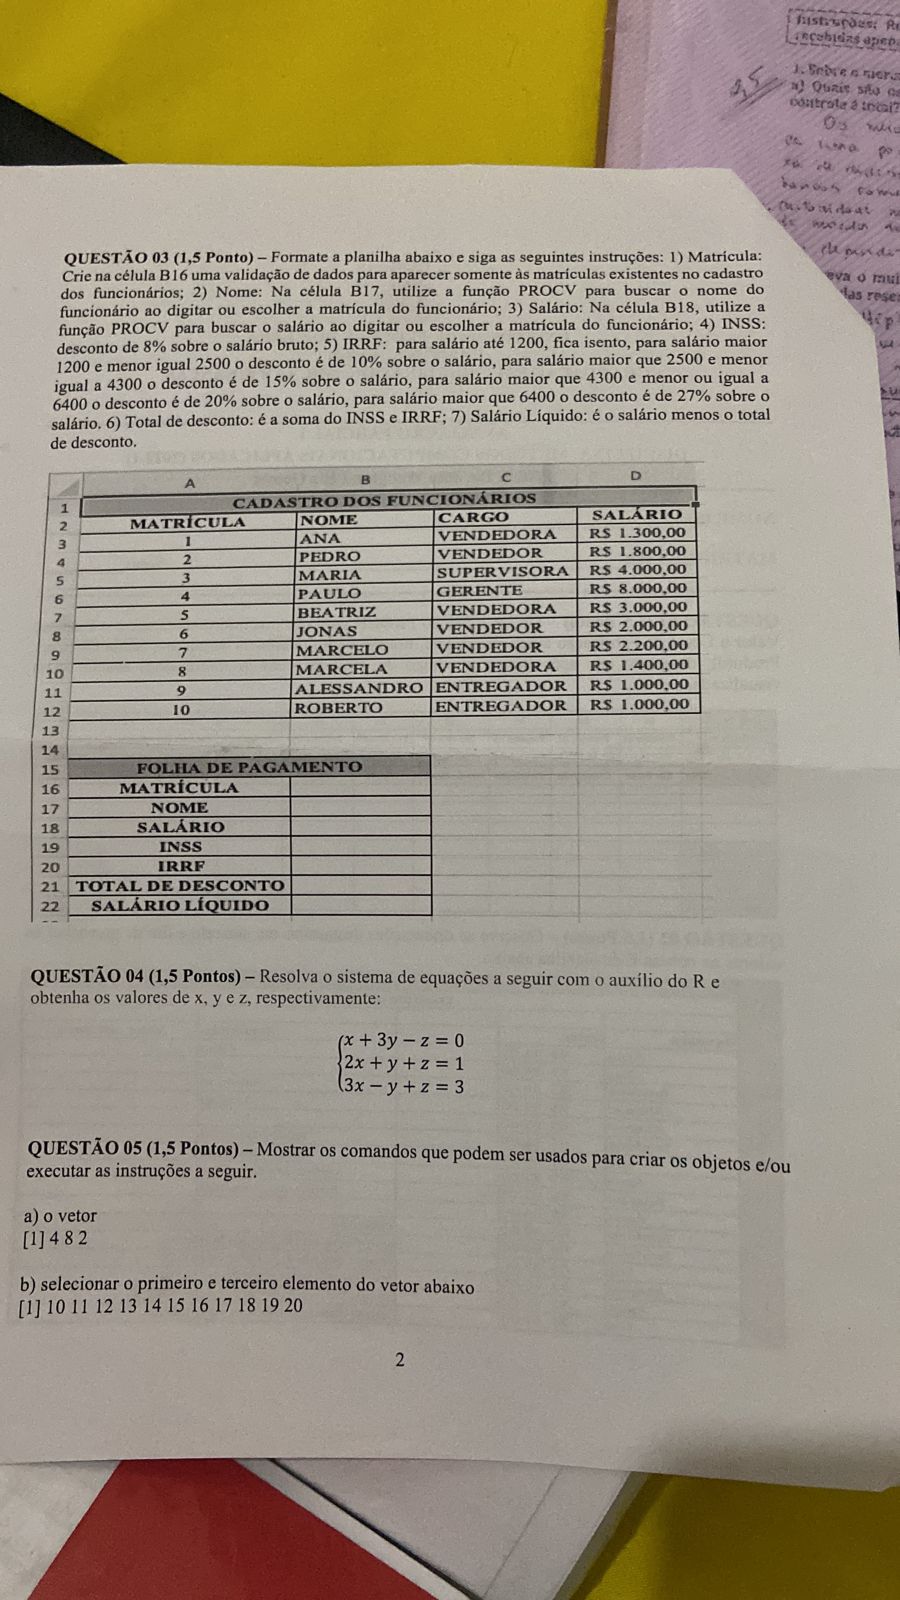 Instruções:
recebidas
1. Sobre o
a) Quais são
controle é
2,5
Os
QUESTÃO 03 (1,5 Ponto) – Formate a planilha abaixo e siga as seguintes instruções: 1) Matrícula:
Crie na célula B16 uma validação de dados para aparecer somente às matrículas existentes no cadastro
dos funcionários; 2) Nome: Na célula B17, utilize a função PROCV para buscar o nome do
funcionário ao digitar ou escolher a matrícula do funcionário; 3) Salário: Na célula B18, utilize a
função PROCV para buscar o salário ao digitar ou escolher a matrícula do funcionário; 4) INSS:
desconto de 8% sobre o salário bruto; 5) IRRF: para salário até 1200, fica isento, para salário maior
1200 e menor igual 2500 o desconto é de 10% sobre o salário, para salário maior que 2500 e menor
igual a 4300 o desconto é de 15% sobre o salário, para salário maior que 4300 e menor ou igual a
6400 o desconto é de 20% sobre o salário, para salário maior que 6400 o desconto é de 27% sobre o
salário. 6) Total de desconto: é a soma do INSS e IRRF; 7) Salário Líquido: é o salário menos o total
de desconto.
A B C D
1 CADASTRO DOS FUNCIONÁRIOS
2 MATRÍCULA NOME CARGO SALÁRIO
3 1 ANA VENDEDORA R$ 1.300,00
4 2 PEDRO VENDEDOR R$ 1.800,00
5 3 MARIA SUPERVISORA R$ 4.000,00
6 4 PAULO GERENTE R$ 8.000,00
7 5 BEATRIZ VENDEDORA R$ 3.000,00
8 6 JONAS VENDEDOR R$ 2.000,00
9 7 MARCELO VENDEDOR R$ 2.200,00
10 8 MARCELA VENDEDORA R$ 1.400,00
11 9 ALESSANDRO ENTREGADOR R$ 1.000,00
12 10 ROBERTO ENTREGADOR R$ 1.000,00
13
14
15 FOLHA DE PAGAMENTO
16 MATRÍCULA
17 NOME
18 SALÁRIO
19 INSS
20 IRRF
21 TOTAL DE DESCONTO
22 SALÁRIO LÍQUIDO
QUESTÃO 04 (1,5 Pontos) – Resolva o sistema de equações a seguir com o auxílio do R e
obtenha os valores de x, y e z, respectivamente:
x + 3y − z = 0
2x + y + z = 1
3x − y + z = 3
QUESTÃO 05 (1,5 Pontos) – Mostrar os comandos que podem ser usados para criar os objetos e/ou
executar as instruções a seguir.
a) o vetor
[1] 4 8 2
b) selecionar o primeiro e terceiro elemento do vetor abaixo
[1] 10 11 12 13 14 15 16 17 18 19 20
2